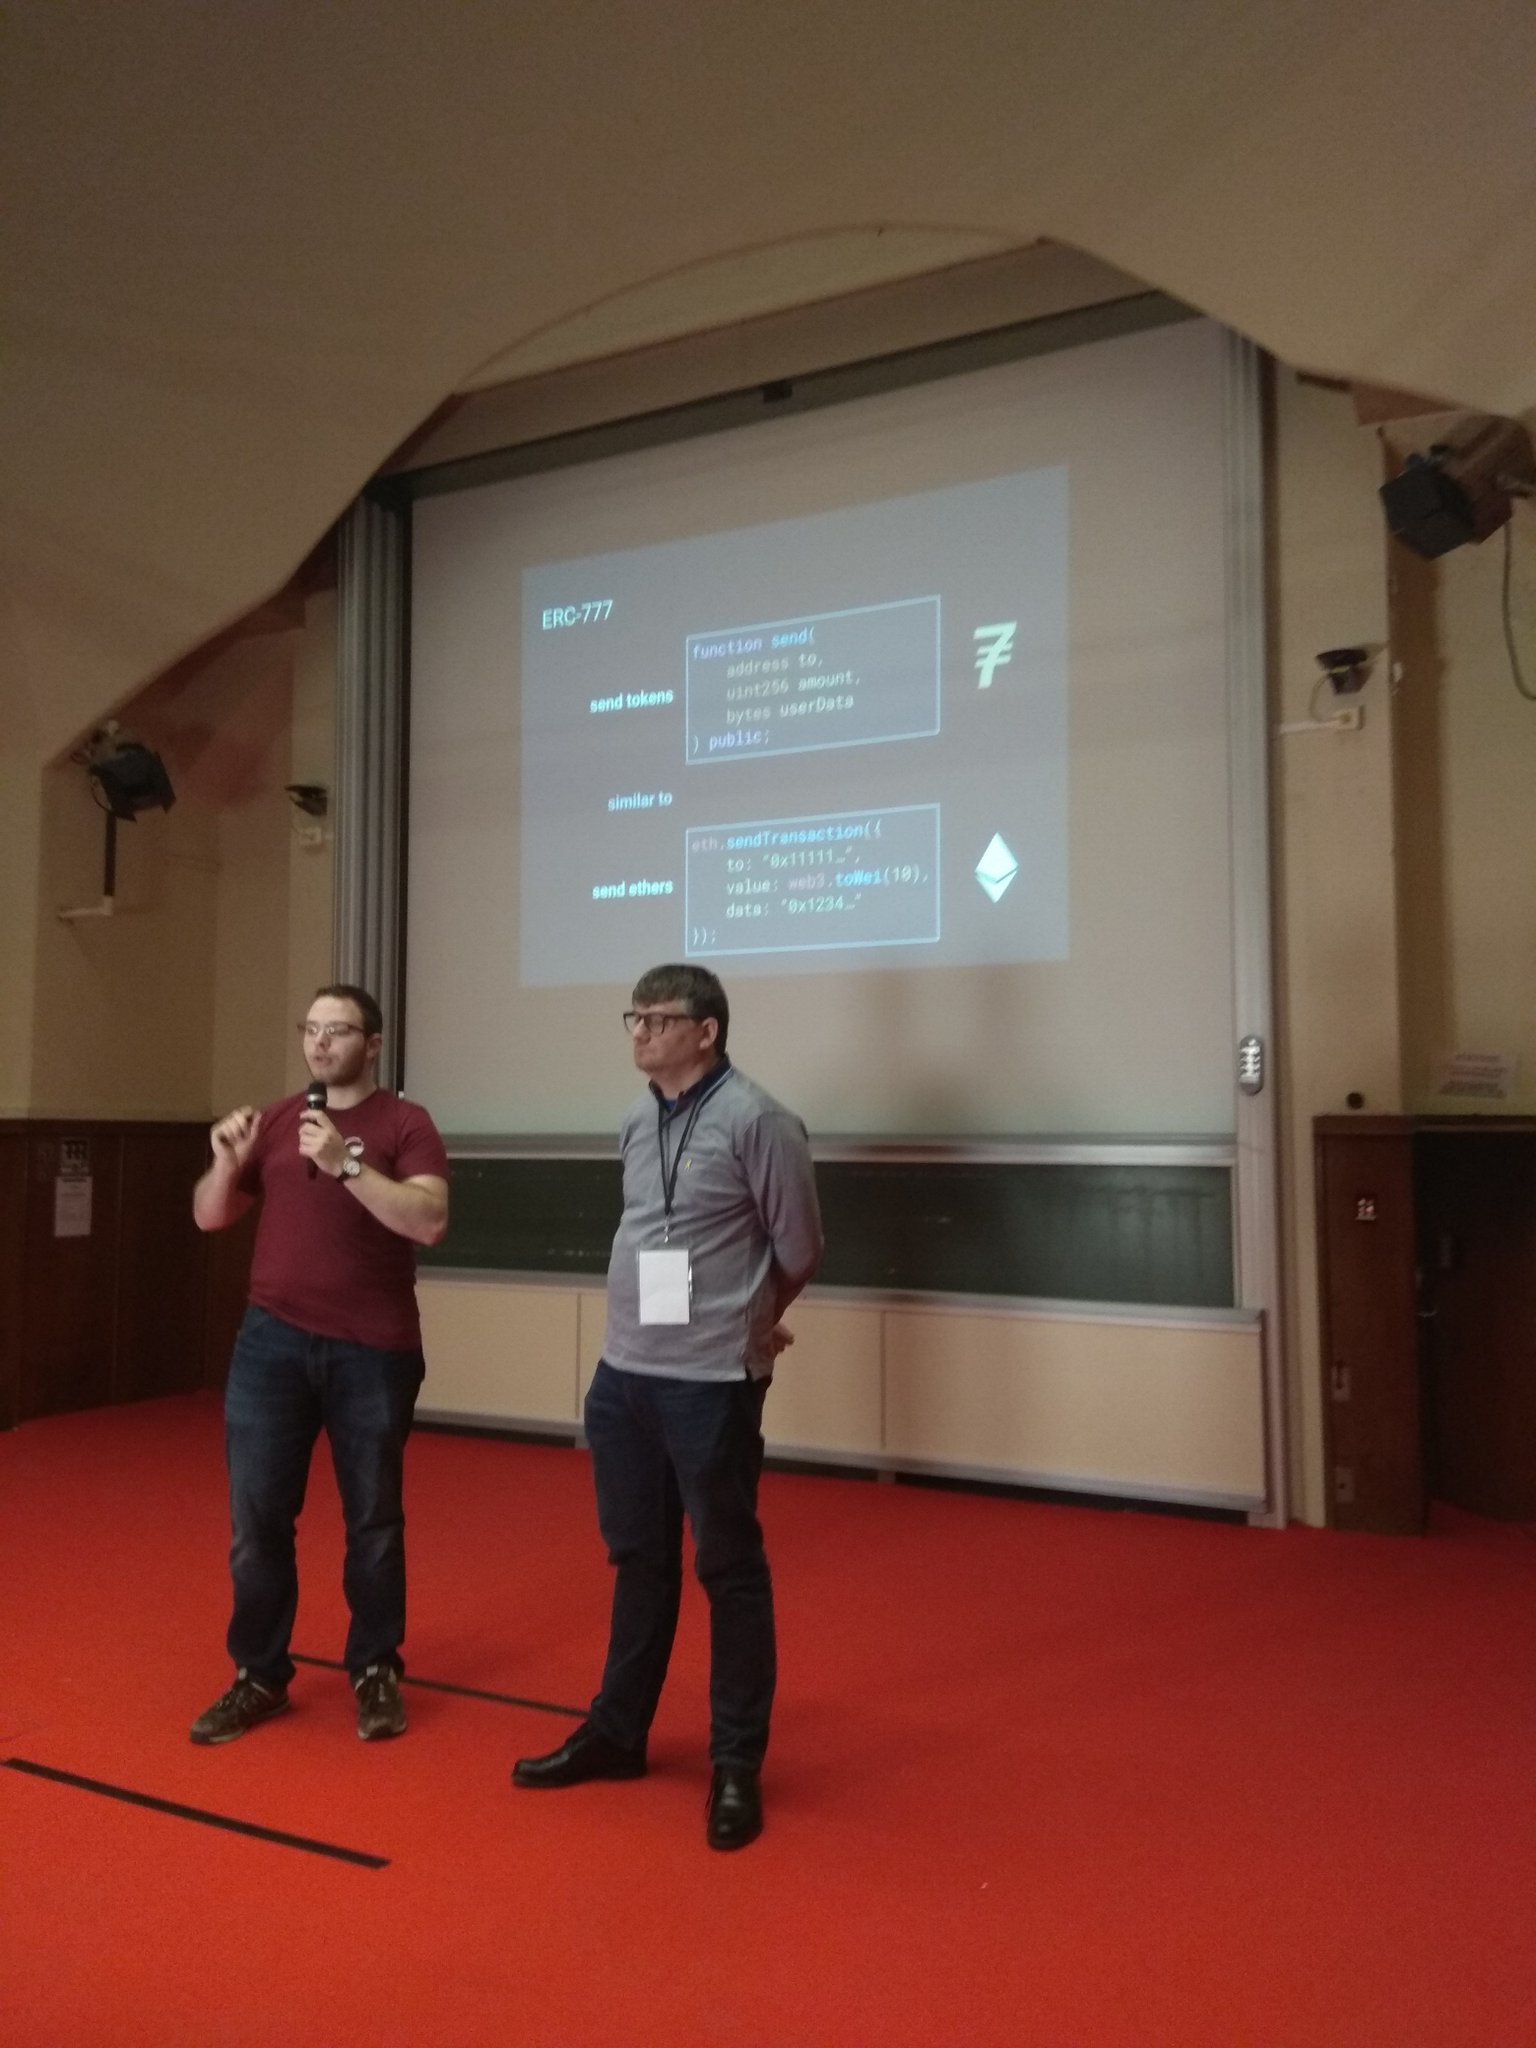 ERC-777
send tokens
function send(
address to,
uint256 amount,
bytes userData
) public;
similar to
send ethers
eth.sendTransaction({
to: "0x11111…",
value: web3.toWei(10),
data: "0x1234…"
});